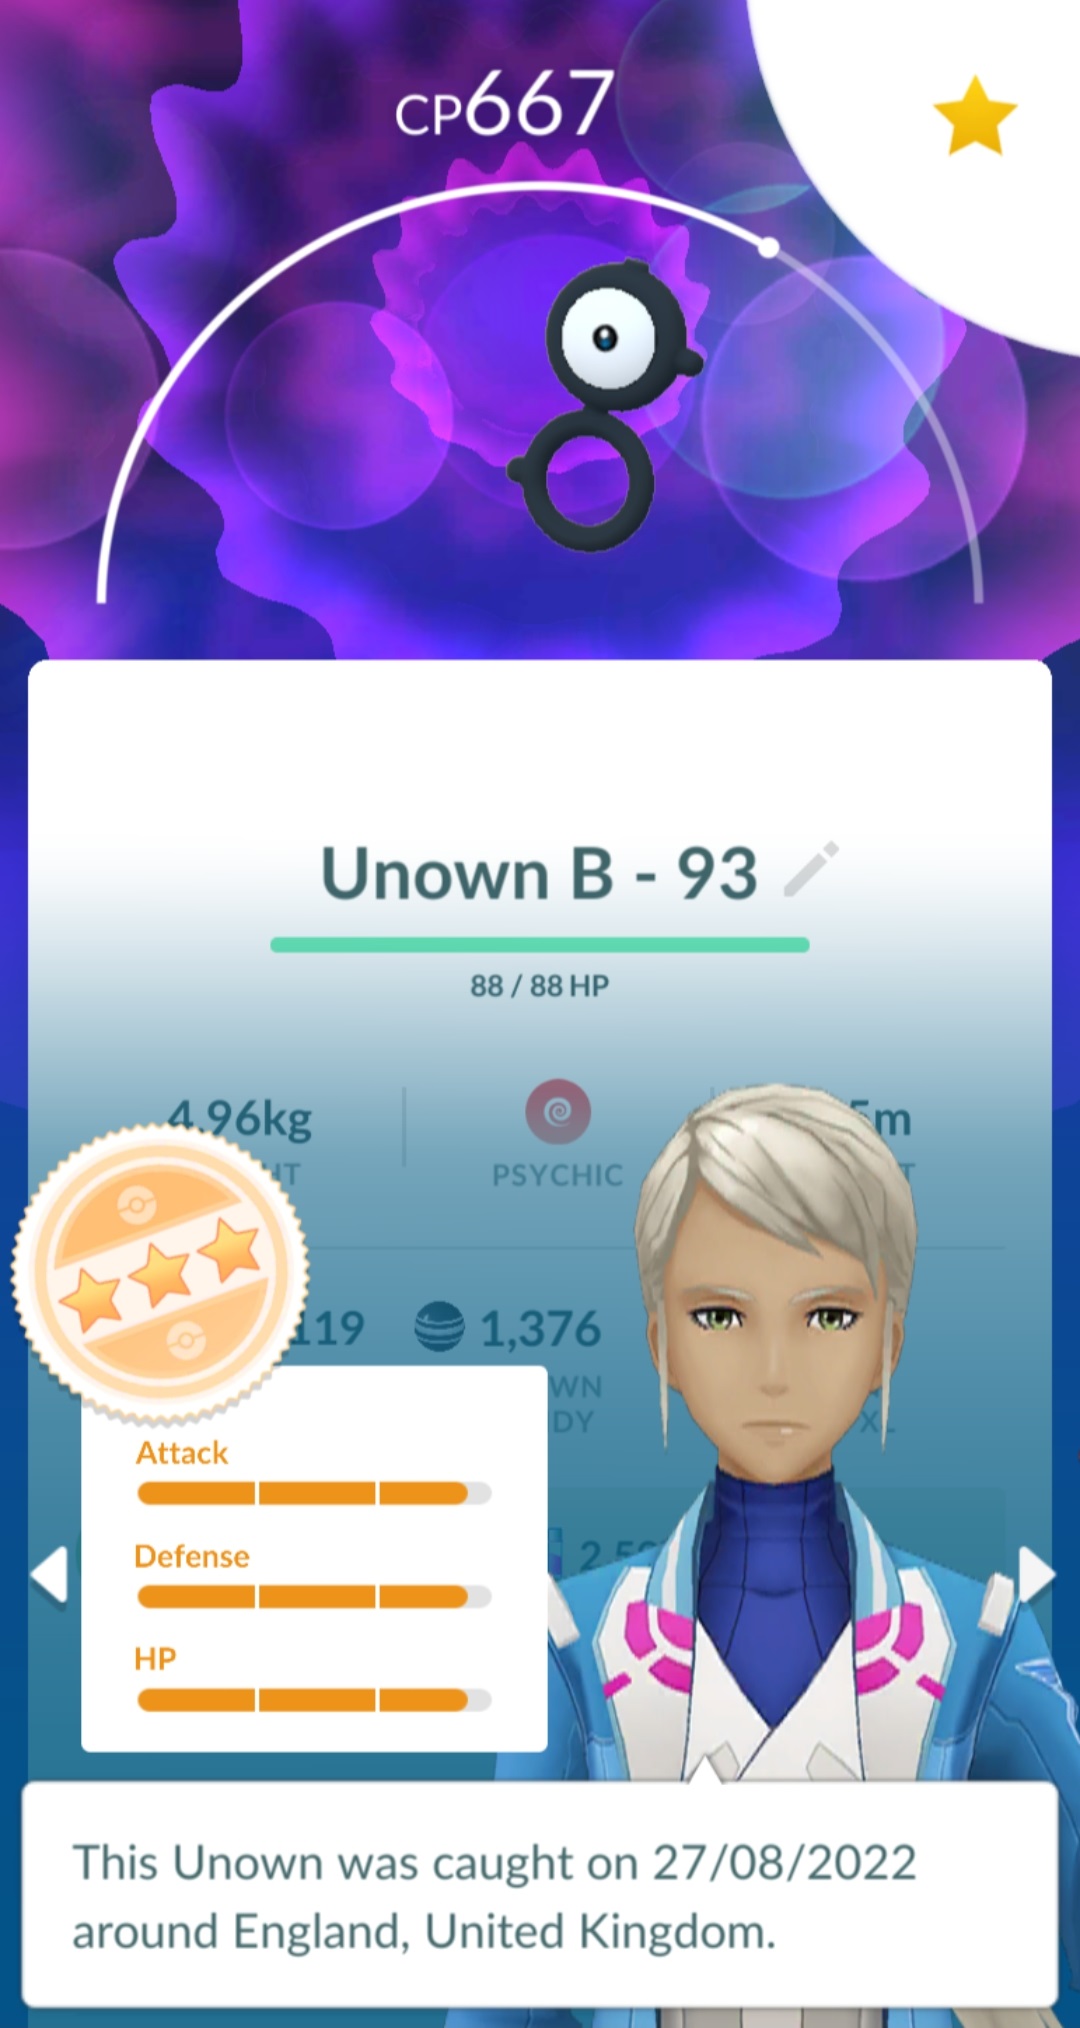 CP667
Unown B - 93
88 / 88 HP
4.96kg
5m
PSYCHIC
119
1,376
Attack
Defense
HP
This Unown was caught on 27/08/2022
around England, United Kingdom.